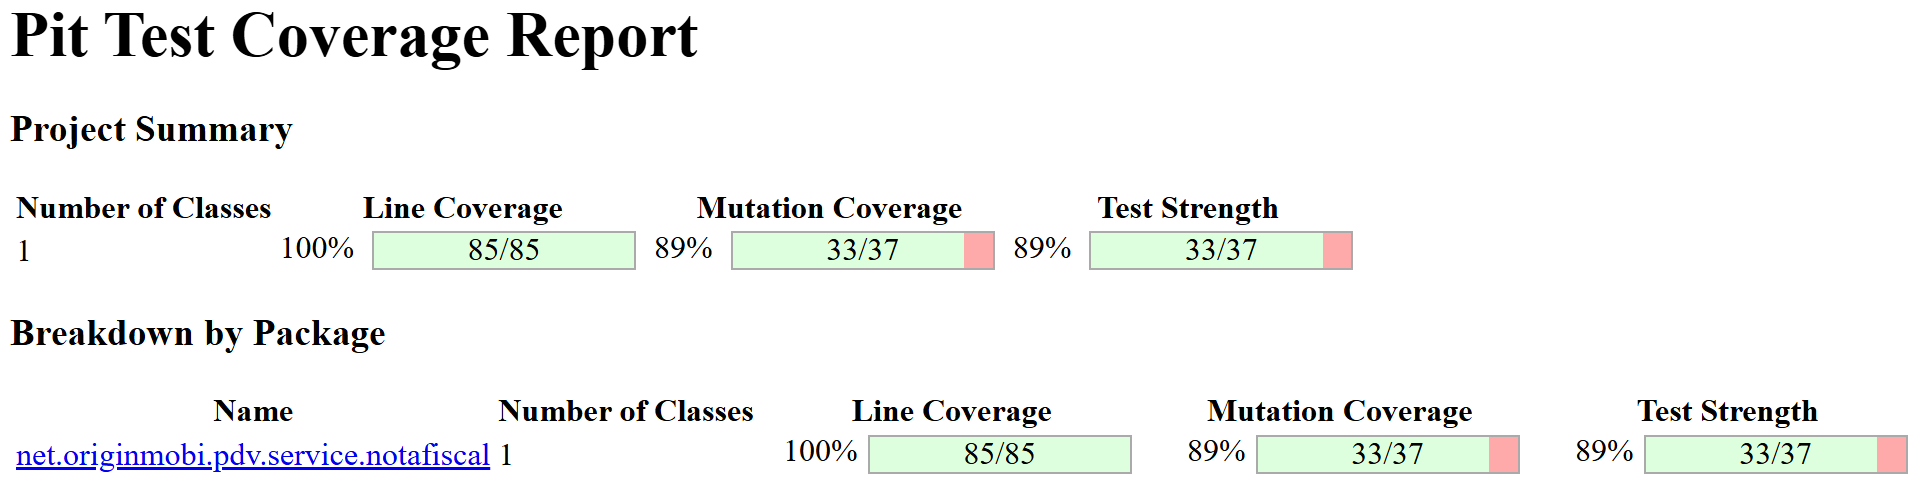 Pit Test Coverage Report
Project Summary
Number of Classes Line Coverage Mutation Coverage Test Strength
1 100% 85/85 89% 33/37 89% 33/37
Breakdown by Package
Name Number of Classes Line Coverage Mutation Coverage Test Strength
net.originmobi.pdv.service.notafiscal 1 100% 85/85 89% 33/37 89% 33/37